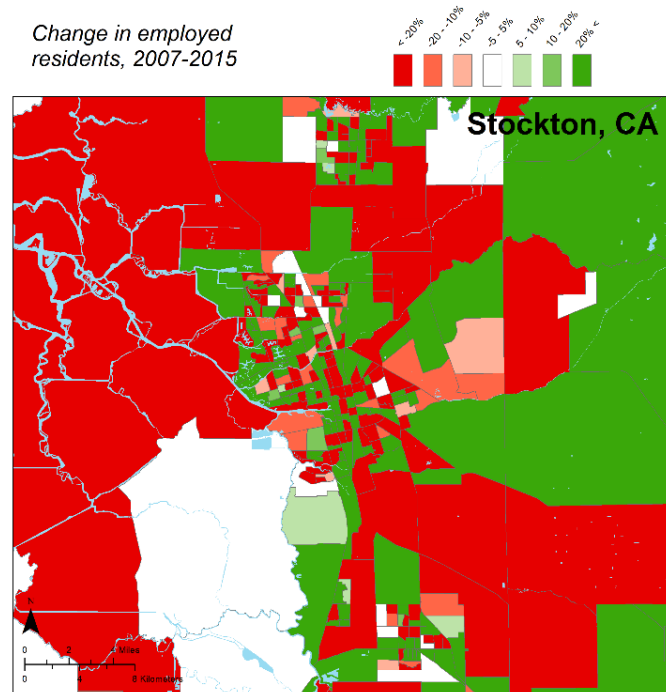 Change in employed
residents, 2007-2015
< -20%
-20 - -10%
-10 - -5%
-5 - 5%
5 - 10%
10 - 20%
20% <
Stockton, CA
N
0 2 4 Miles
0 4 8 Kilometers